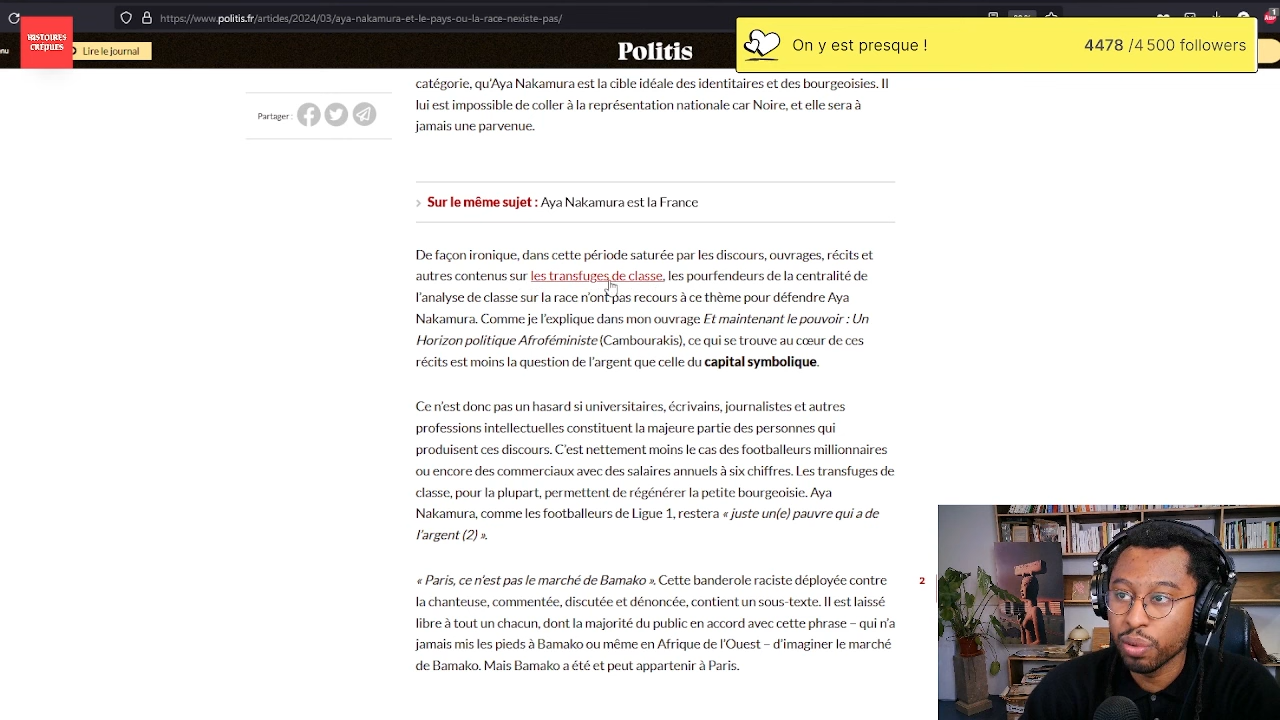 https://www.politis.fr/articles/2024/03/aya-nakamura-et-le-pays-ou-la-race-nexiste-pas/
HISTOIRES
CRÉPUES
nu
Lire le journal
Politis
On y est presque !
4478 /4 500 followers
catégorie, qu'Aya Nakamura est la cible idéale des identitaires et des bourgeoisies. Il
lui est impossible de coller à la représentation nationale car Noire, et elle sera à
jamais une parvenue.
Partager :
Sur le même sujet : Aya Nakamura est la France
De façon ironique, dans cette période saturée par les discours, ouvrages, récits et
autres contenus sur les transfuges de classe, les pourfendeurs de la centralité de
l'analyse de classe sur la race n'ont pas recours à ce thème pour défendre Aya
Nakamura. Comme je l'explique dans mon ouvrage Et maintenant le pouvoir : Un
Horizon politique Afroféministe (Cambourakis), ce qui se trouve au cœur de ces
récits est moins la question de l'argent que celle du capital symbolique.
Ce n'est donc pas un hasard si universitaires, écrivains, journalistes et autres
professions intellectuelles constituent la majeure partie des personnes qui
produisent ces discours. C'est nettement moins le cas des footballeurs millionnaires
ou encore des commerciaux avec des salaires annuels à six chiffres. Les transfuges de
classe, pour la plupart, permettent de régénérer la petite bourgeoisie. Aya
Nakamura, comme les footballeurs de Ligue 1, restera « juste un(e) pauvre qui a de
l'argent (2) ».
« Paris, ce n'est pas le marché de Bamako ». Cette banderole raciste déployée contre
la chanteuse, commentée, discutée et dénoncée, contient un sous-texte. Il est laissé
libre à tout un chacun, dont la majorité du public en accord avec cette phrase – qui n'a
jamais mis les pieds à Bamako ou même en Afrique de l'Ouest – d'imaginer le marché
de Bamako. Mais Bamako a été et peut appartenir à Paris.
2